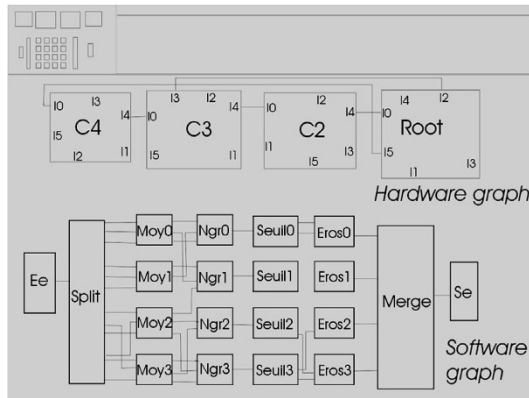 I0 I3 I4 I5 I2 I1 C4
I3 I2 I4 I0 I5 I1 C3
I0 I2 I4 I1 I5 I3 C2
I4 I2 I0 I5 I1 I3 Root
Hardware graph
Ee
Split
Moy0 Ngr0 Seuil0 Eros0
Moy1 Ngr1 Seuil1 Eros1
Moy2 Ngr2 Seuil2 Eros2
Moy3 Ngr3 Seuil3 Eros3
Merge
Se
Software
graph